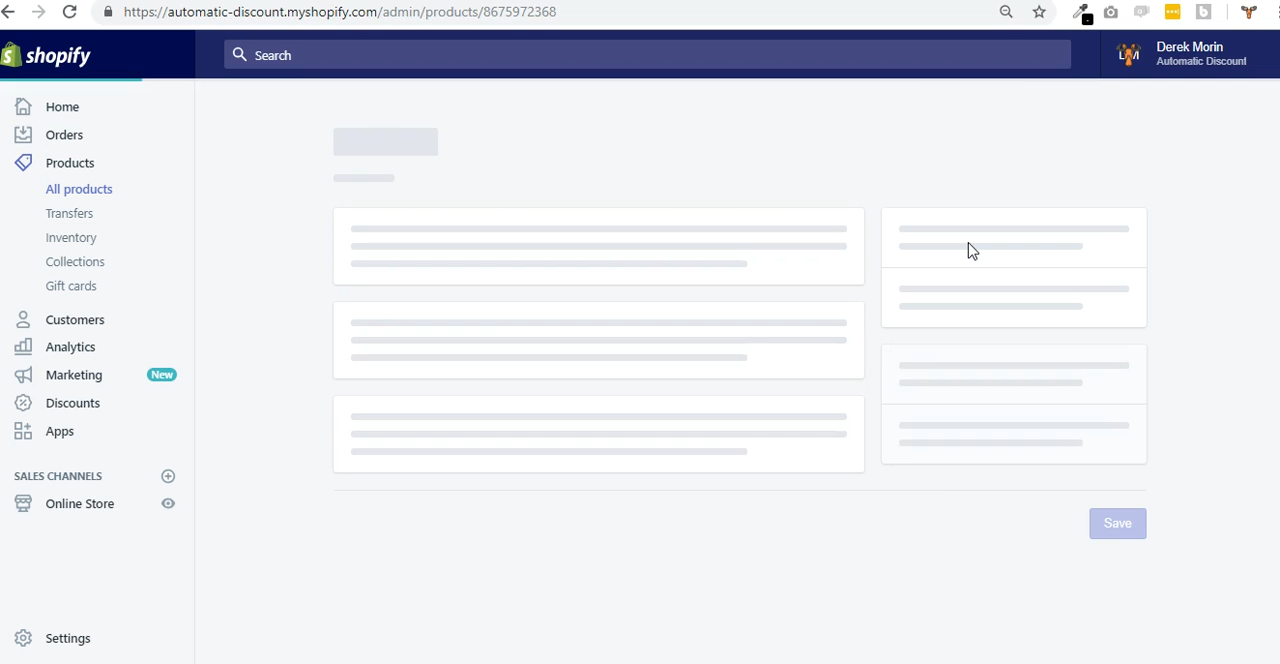 https://automatic-discount.myshopify.com/admin/products/8675972368
shopify
Search
Derek Morin
Automatic Discount
Home
Orders
Products
All products
Transfers
Inventory
Collections
Gift cards
Customers
Analytics
Marketing New
Discounts
Apps
SALES CHANNELS
Online Store
Settings
Save